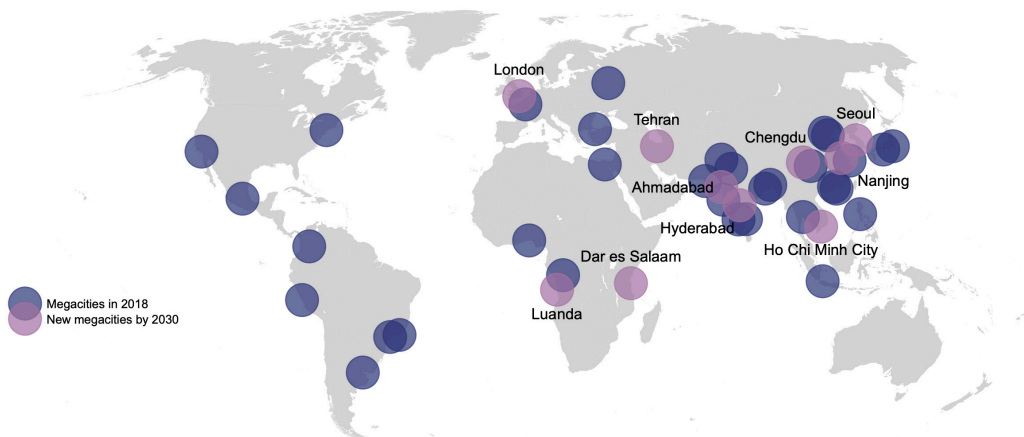 London
Seoul
Tehran
Chengdu
Nanjing
Ahmadabad
Hyderabad
Ho Chi Minh City
Dar es Salaam
Luanda
Megacities in 2018
New megacities by 2030